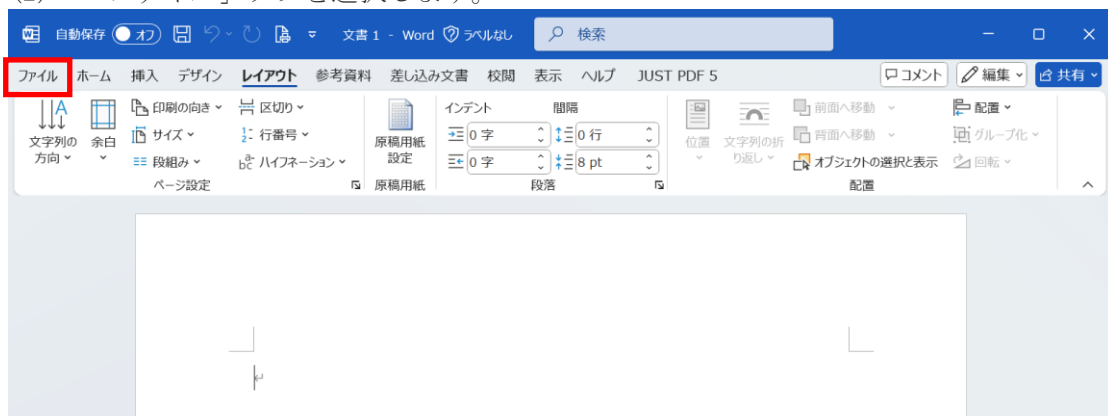 自動保存 オフ 文書 1 - Word ラベルなし 検索
ファイル ホーム 挿入 デザイン レイアウト 参考資料 差し込み文書 校閲 表示 ヘルプ JUST PDF 5 コメント 編集 共有
文字列の方向 余白 印刷の向き サイズ 段組み 区切り 行番号 ハイフネーション
ページ設定
原稿用紙設定
原稿用紙
インデント 間隔
0 字 0 行
0 字 8 pt
段落
位置 文字列の折り返し 前面へ移動 背面へ移動 オブジェクトの選択と表示 配置 グループ化 回転
配置